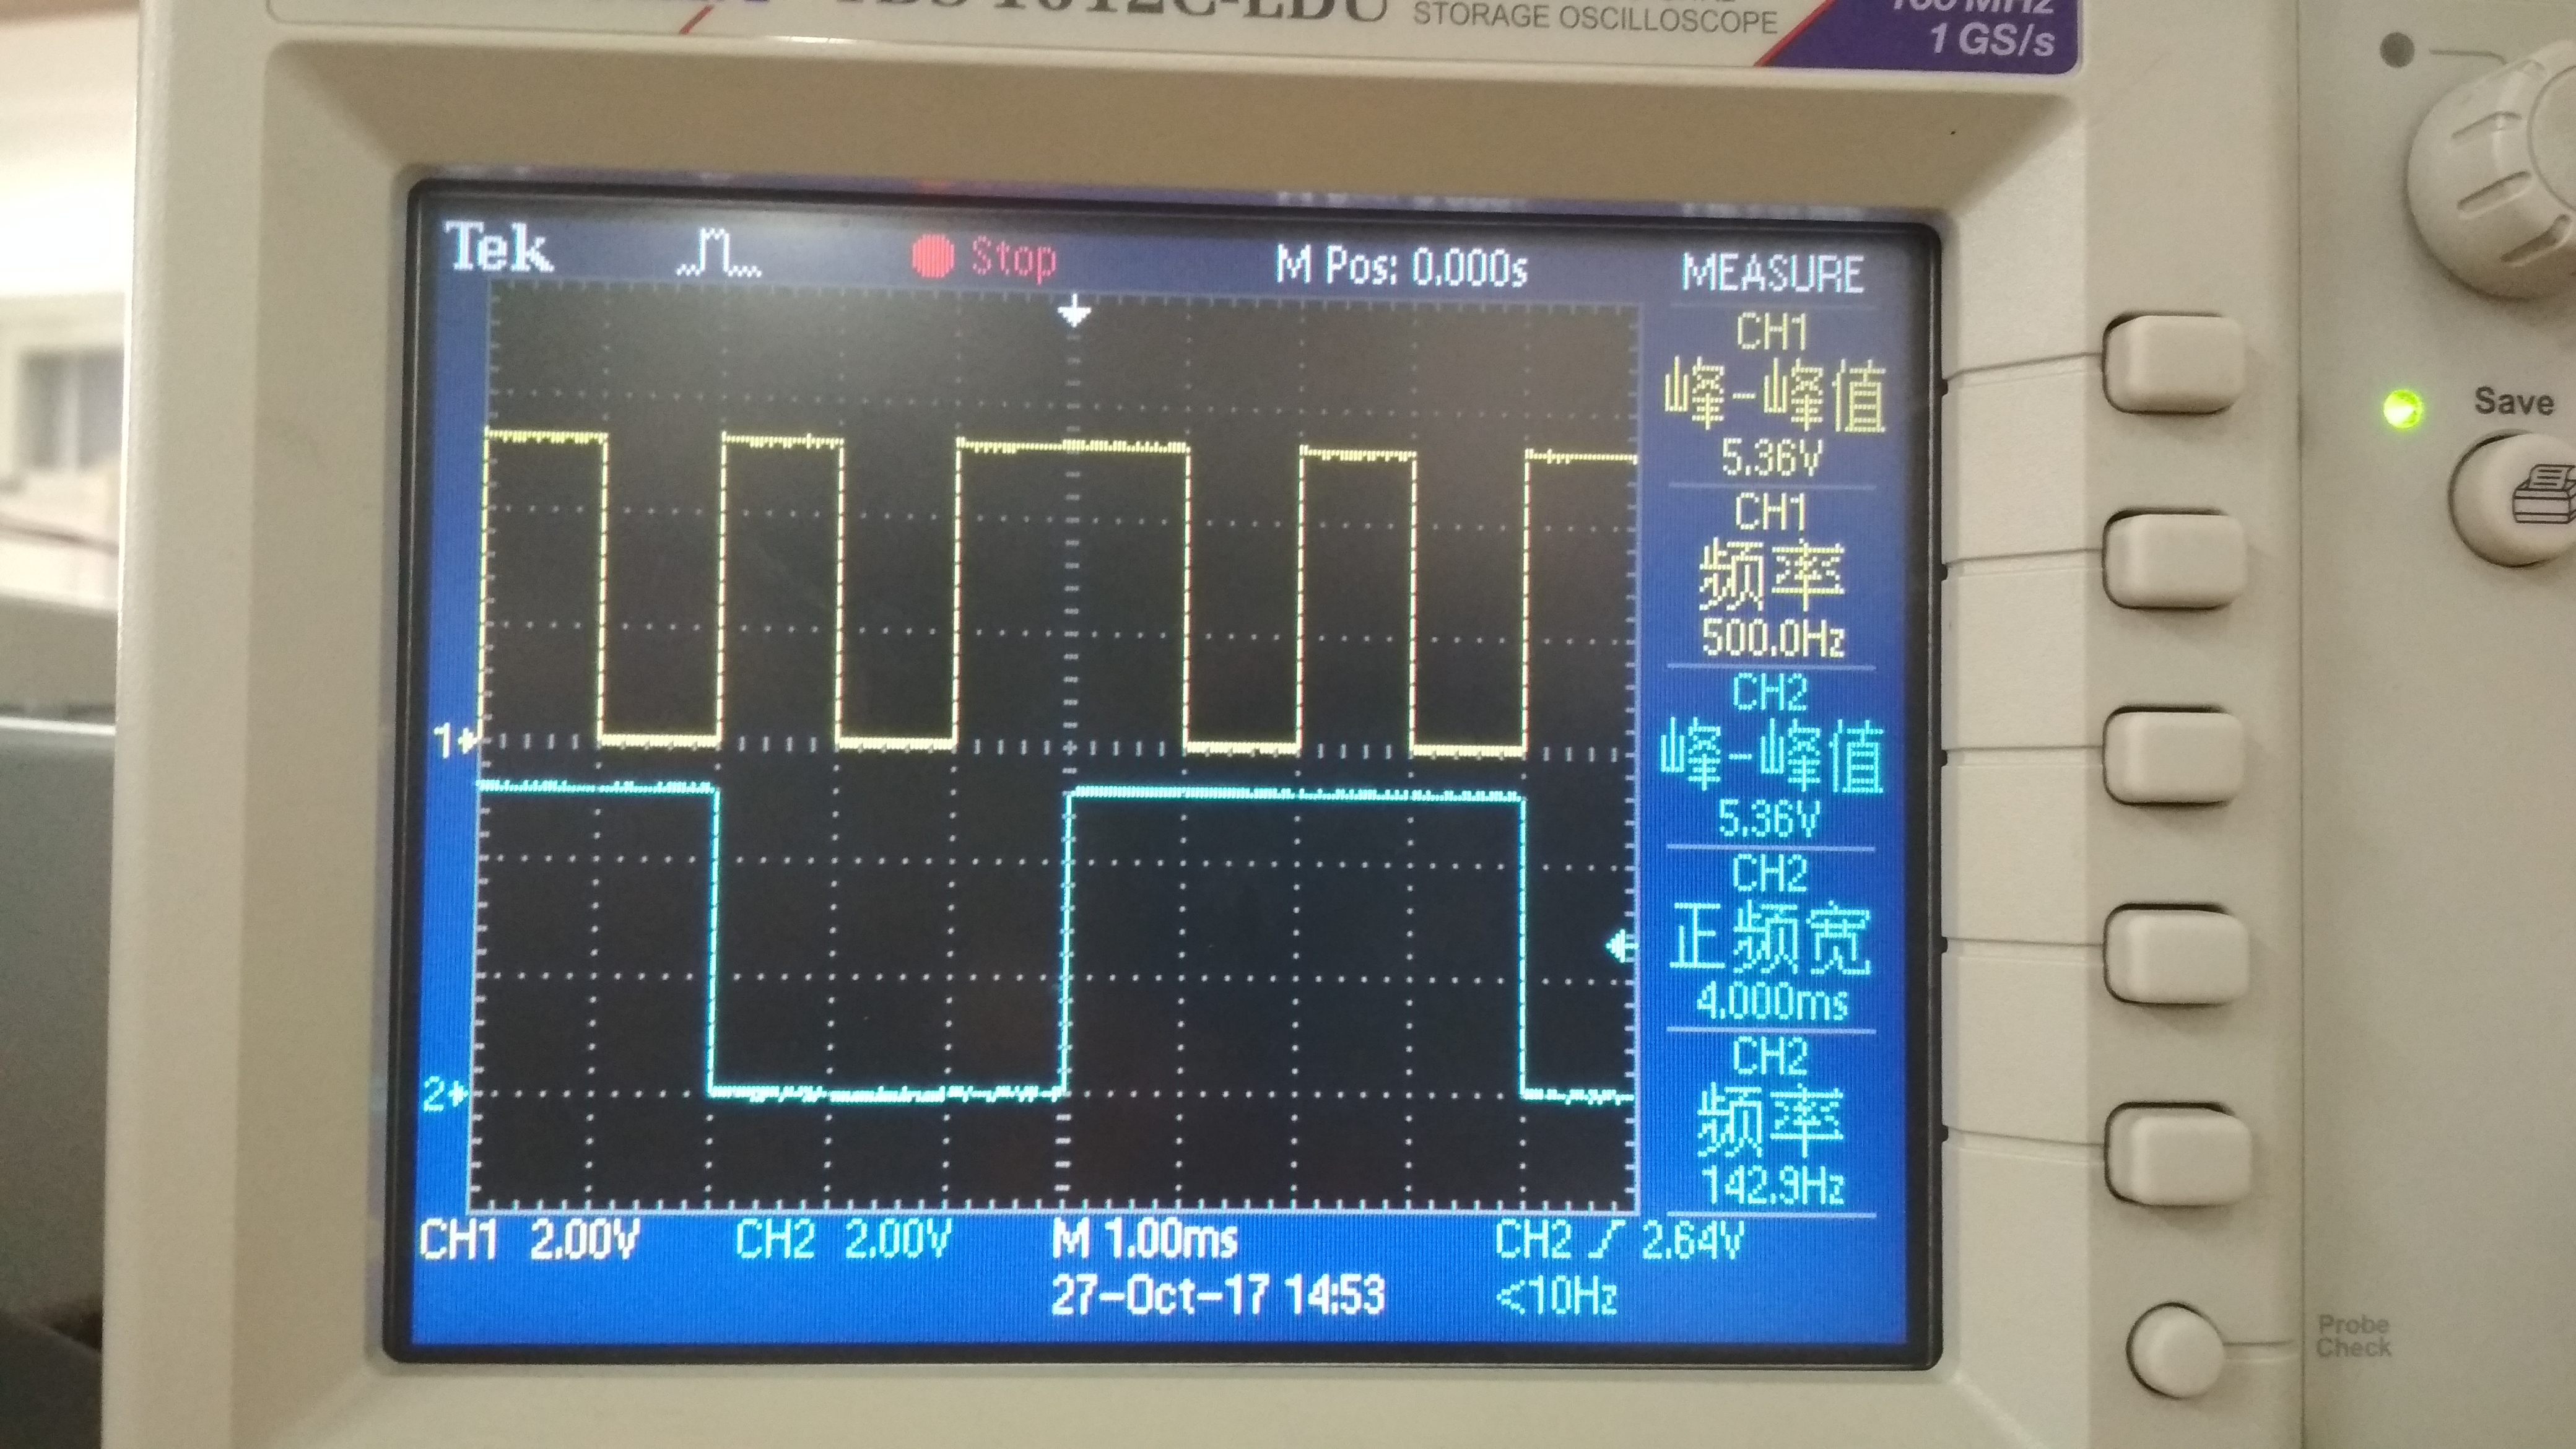 STORAGE OSCILLOSCOPE
1 GS/s
Tek
Stop
M Pos: 0.000s
MEASURE
CH1
峰-峰值
5.36V
CH1
频率
500.0Hz
CH2
峰-峰值
5.36V
CH2
正频宽
4.000ms
CH2
频率
142.9Hz
1
2
CH1 2.00V
CH2 2.00V
M 1.00ms
CH2 2.64V
27-Oct-17 14:53
<10Hz
Save
Probe
Check